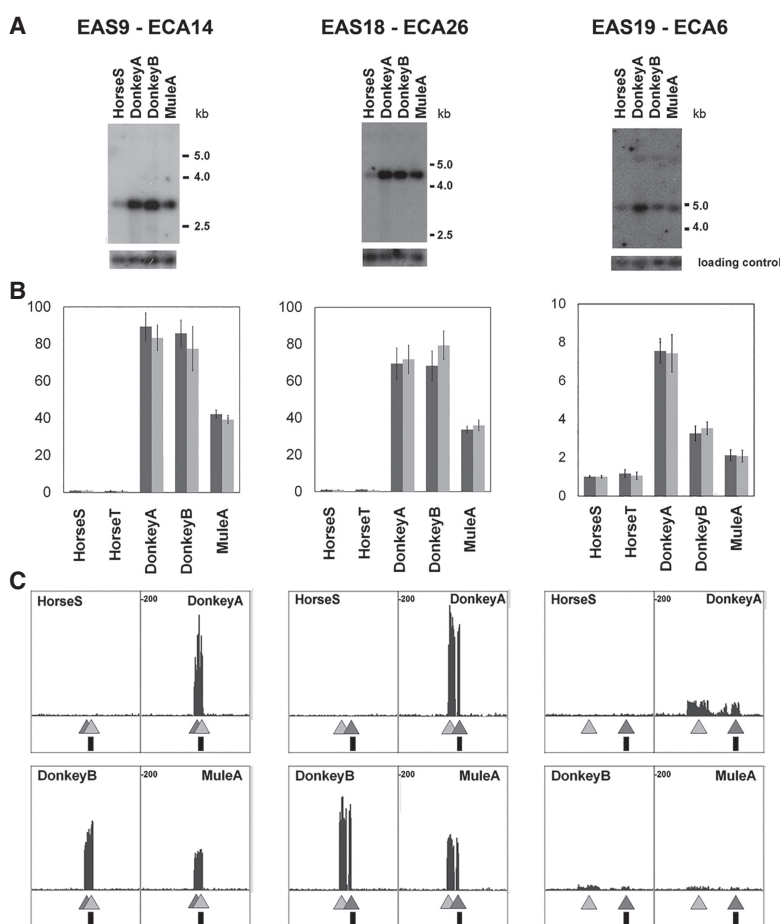 A
EAS9 - ECA14
EAS18 - ECA26
EAS19 - ECA6
HorseS
DonkeyA
DonkeyB
MuleA
kb
5.0
4.0
2.5
HorseS
DonkeyA
DonkeyB
MuleA
kb
5.0
4.0
2.5
HorseS
DonkeyA
DonkeyB
MuleA
kb
5.0
4.0
loading control
B
100
80
60
40
20
0
HorseS
HorseT
DonkeyA
DonkeyB
MuleA
100
80
60
40
20
0
HorseS
HorseT
DonkeyA
DonkeyB
MuleA
10
8
6
4
2
0
HorseS
HorseT
DonkeyA
DonkeyB
MuleA
C
HorseS
-200
DonkeyA
HorseS
-200
DonkeyA
HorseS
-200
DonkeyA
DonkeyB
-200
MuleA
DonkeyB
-200
MuleA
DonkeyB
-200
MuleA